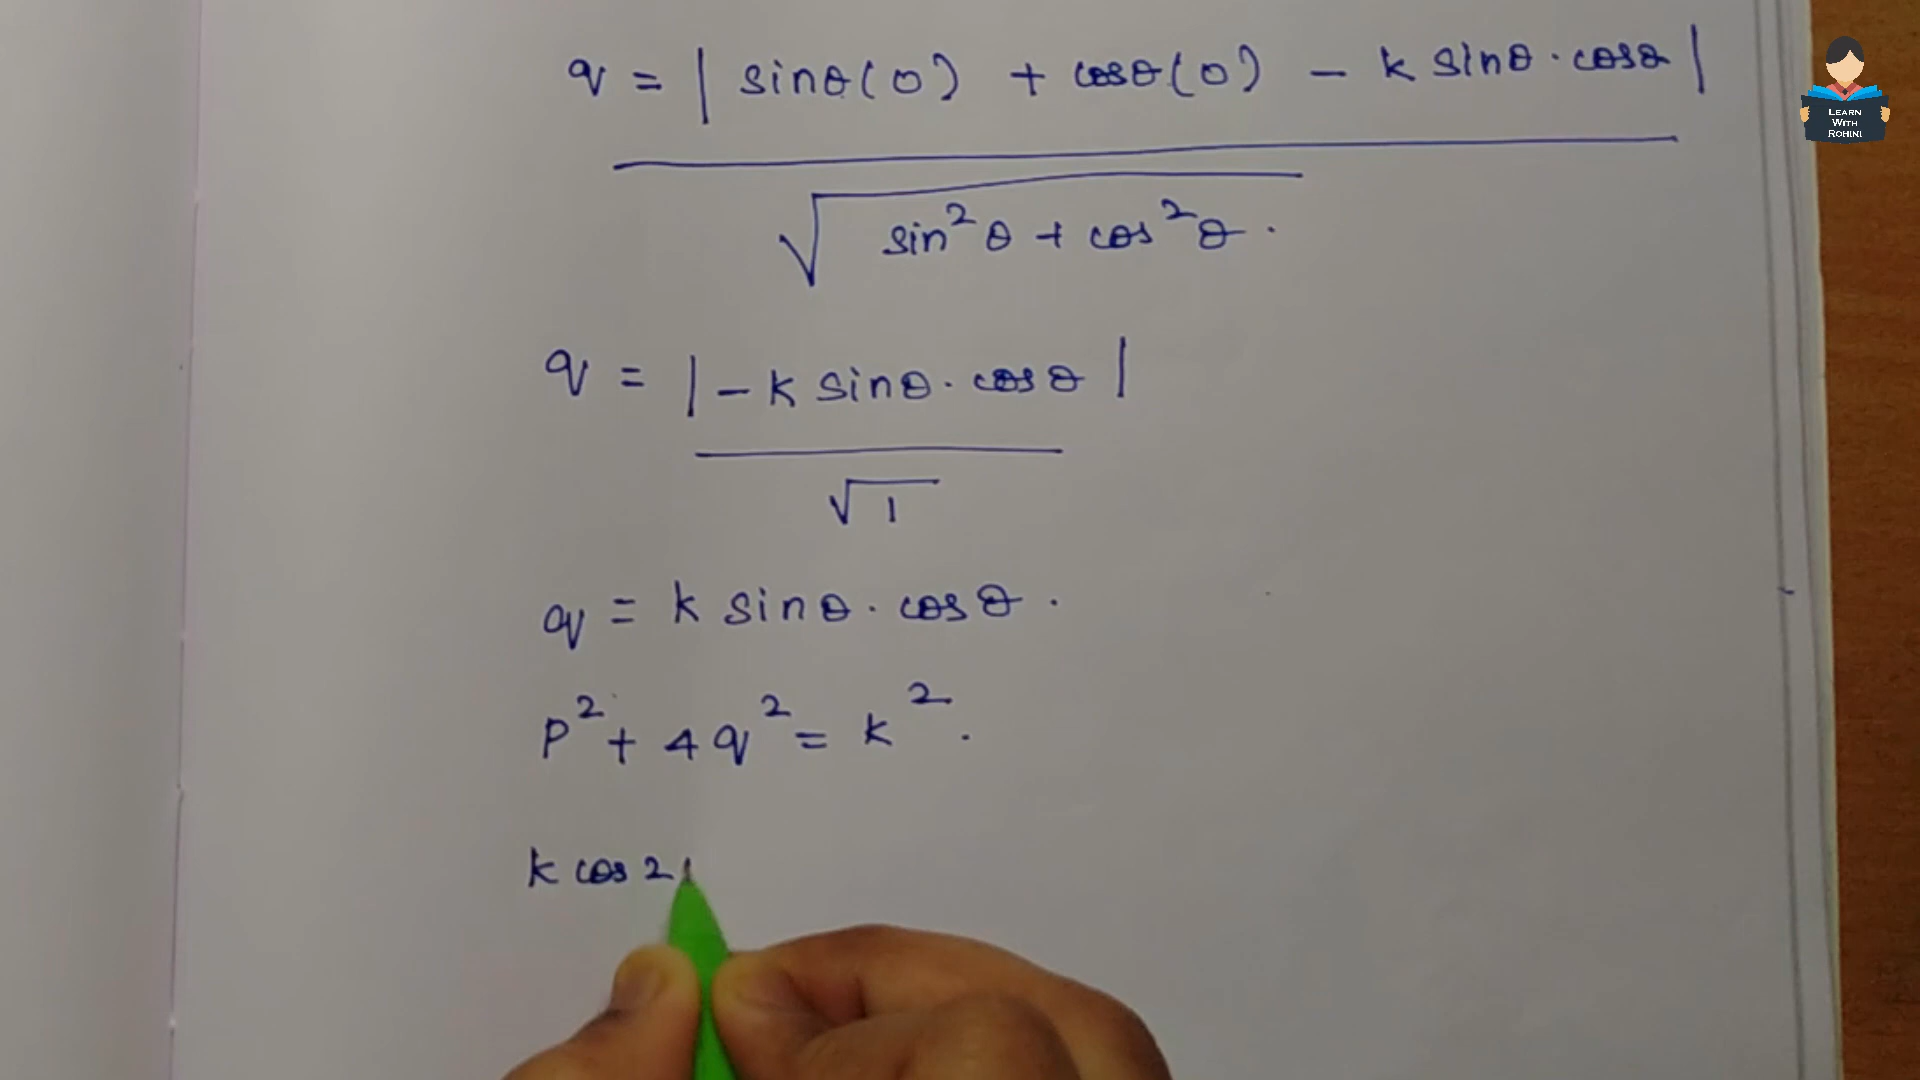 q = | sinθ(0) + cosθ(0) - k sinθ · cosθ |
√ sin²θ + cos²θ .
q = | - k sinθ · cosθ |
√1
q = k sinθ · cosθ .
p² + 4q² = k² .
k cos 2
LEARN
WITH
ROHINI